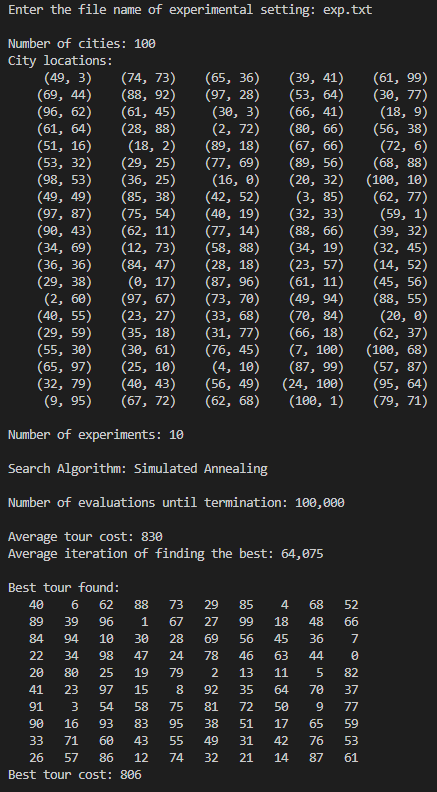 Enter the file name of experimental setting: exp.txt

Number of cities: 100
City locations:
(49, 3) (74, 73) (65, 36) (39, 41) (61, 99)
(69, 44) (88, 92) (97, 28) (53, 64) (30, 77)
(96, 62) (61, 45) (30, 3) (66, 41) (18, 9)
(61, 64) (28, 88) (2, 72) (80, 66) (56, 38)
(51, 16) (18, 2) (89, 18) (67, 66) (72, 6)
(53, 32) (29, 25) (77, 69) (89, 56) (68, 88)
(98, 53) (36, 25) (16, 0) (20, 32) (100, 10)
(49, 49) (85, 38) (42, 52) (3, 85) (62, 77)
(97, 87) (75, 54) (40, 19) (32, 33) (59, 1)
(90, 43) (62, 11) (77, 14) (88, 66) (39, 32)
(34, 69) (12, 73) (58, 88) (34, 19) (32, 45)
(36, 36) (84, 47) (28, 18) (23, 57) (14, 52)
(29, 38) (0, 17) (87, 96) (61, 11) (45, 56)
(2, 60) (97, 67) (73, 70) (49, 94) (88, 55)
(40, 55) (23, 27) (33, 68) (70, 84) (20, 0)
(29, 59) (35, 18) (31, 77) (66, 18) (62, 37)
(55, 30) (30, 61) (76, 45) (7, 100) (100, 68)
(65, 97) (25, 10) (4, 10) (87, 99) (57, 87)
(32, 79) (40, 43) (56, 49) (24, 100) (95, 64)
(9, 95) (67, 72) (62, 68) (100, 1) (79, 71)

Number of experiments: 10

Search Algorithm: Simulated Annealing

Number of evaluations until termination: 100,000

Average tour cost: 830
Average iteration of finding the best: 64,075

Best tour found:
40 6 62 88 73 29 85 4 68 52
89 39 96 1 67 27 99 18 48 66
84 94 10 30 28 69 56 45 36 7
22 34 98 47 24 78 46 63 44 0
20 80 25 19 79 2 13 11 5 82
41 23 97 15 8 92 35 64 70 37
91 3 54 58 75 81 72 50 9 77
90 16 93 83 95 38 51 17 65 59
33 71 60 43 55 49 31 42 76 53
26 57 86 12 74 32 21 14 87 61
Best tour cost: 806